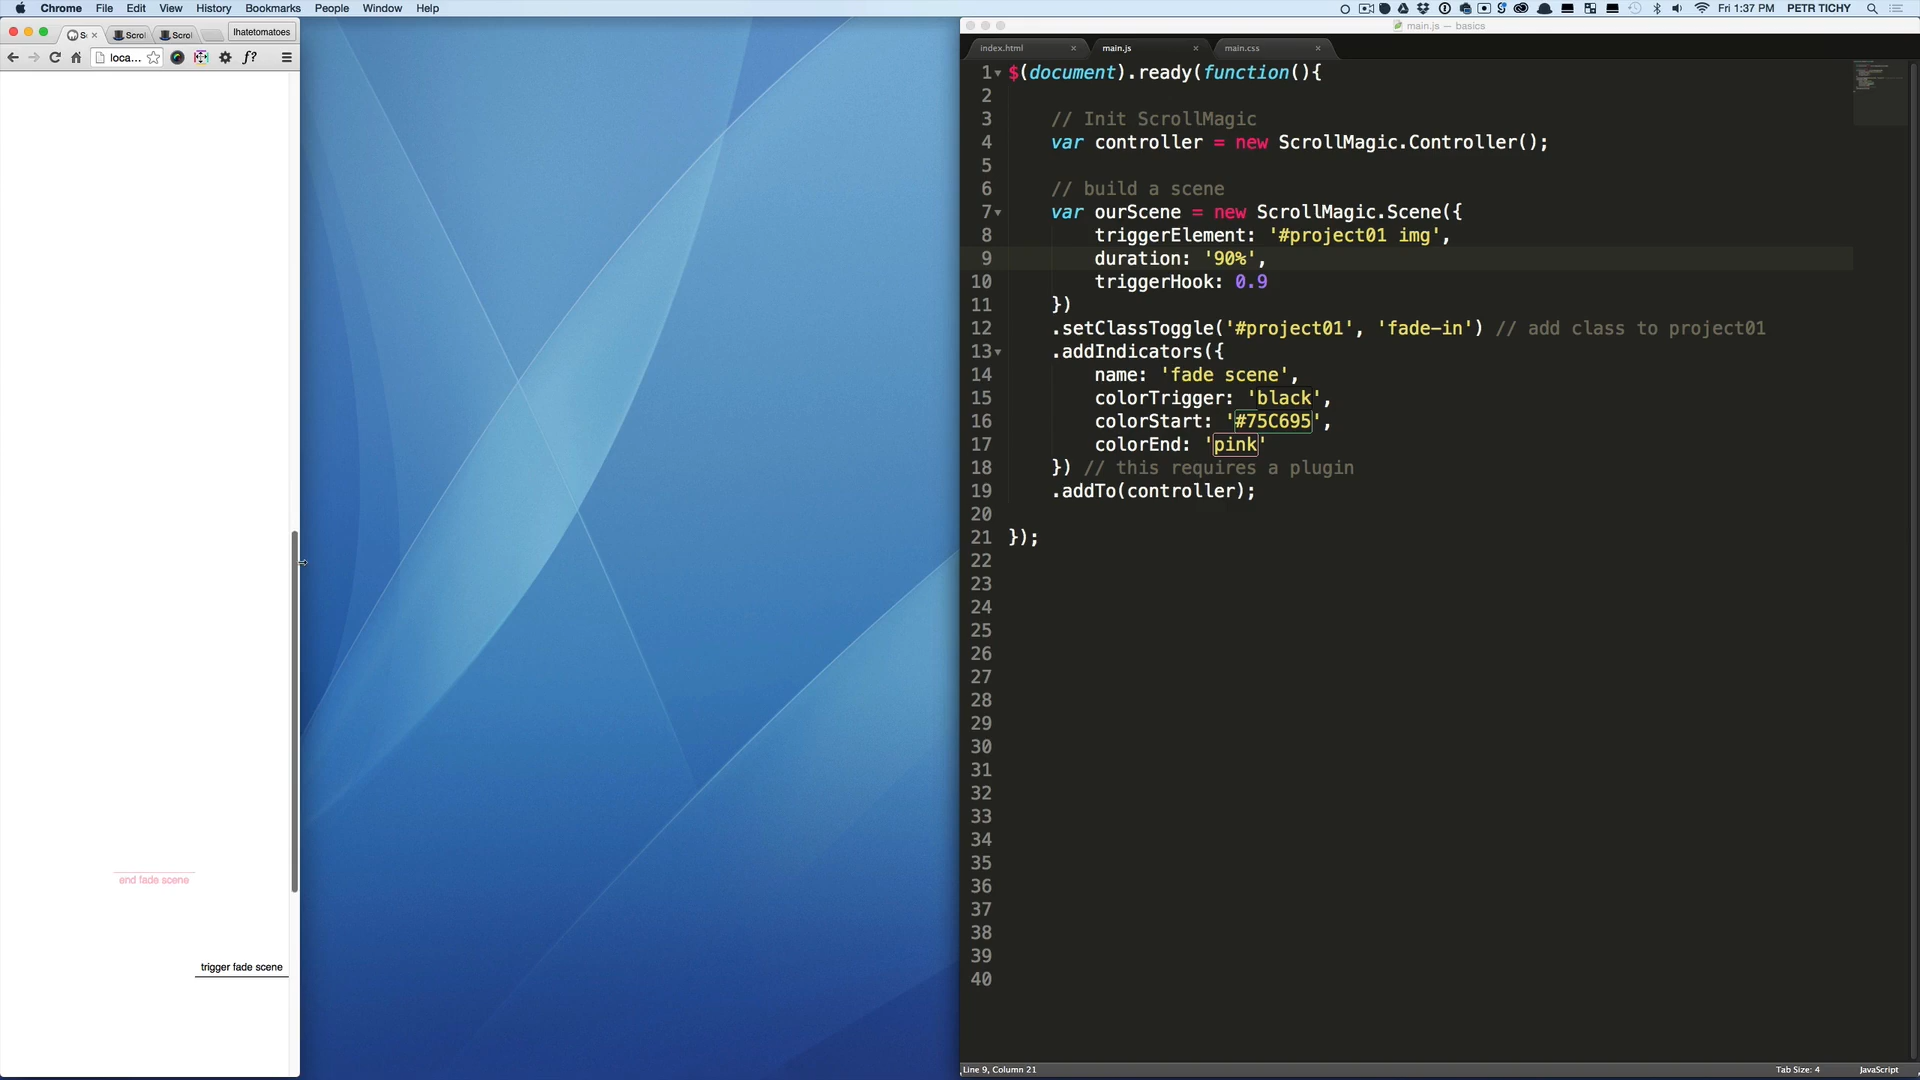 Chrome File Edit View History Bookmarks People Window Help
Fri 1:37 PM PETR TICHY
Scrol Scrol Ihatetomatoes
loca... f?
main.js — basics
index.html main.js main.css
1 $(document).ready(function(){
2
3 // Init ScrollMagic
4 var controller = new ScrollMagic.Controller();
5
6 // build a scene
7 var ourScene = new ScrollMagic.Scene({
8 triggerElement: '#project01 img',
9 duration: '90%',
10 triggerHook: 0.9
11 })
12 .setClassToggle('#project01', 'fade-in') // add class to project01
13 .addIndicators({
14 name: 'fade scene',
15 colorTrigger: 'black',
16 colorStart: '#75C695',
17 colorEnd: 'pink'
18 }) // this requires a plugin
19 .addTo(controller);
20
21 });
22
23
24
25
26
27
28
29
30
31
32
33
34
35
36
37
38
39
40
end fade scene
trigger fade scene
Line 9, Column 21 Tab Size: 4 JavaScript